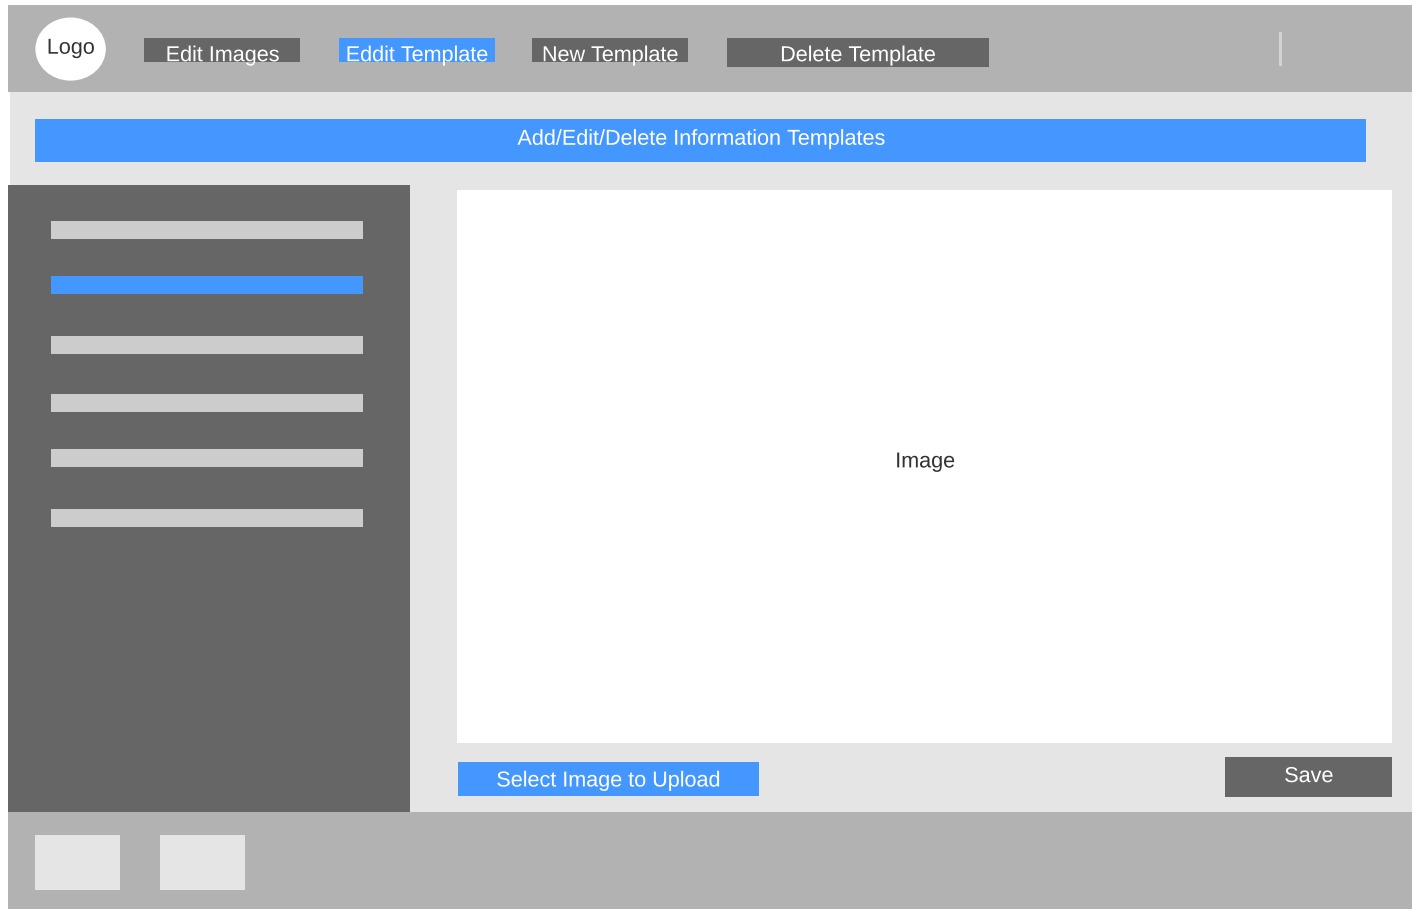 Logo
Edit Images
Eddit Template
New Template
Delete Template
Add/Edit/Delete Information Templates
Image
Select Image to Upload
Save